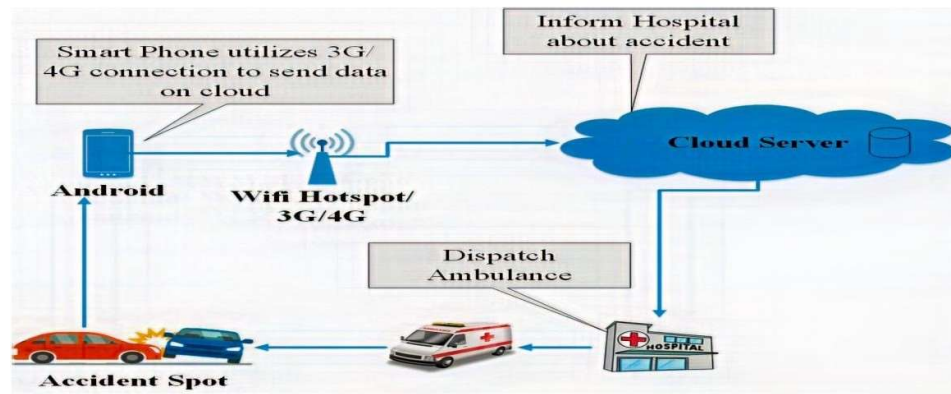 Inform Hospital
about accident
Smart Phone utilizes 3G/
4G connection to send data
on cloud
Cloud Server
Android
Wifi Hotspot/
3G/4G
Dispatch
Ambulance
HOSPITAL
Accident Spot